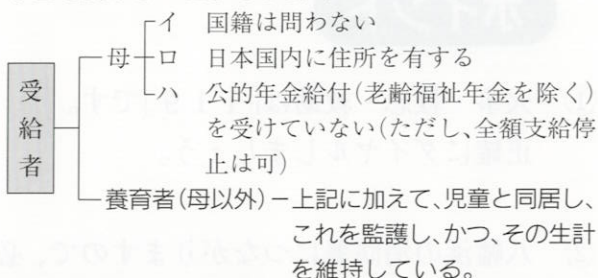 受給者
母
イ 国籍は問わない
ロ 日本国内に住所を有する
ハ 公的年金給付(老齢福祉年金を除く)
を受けていない(ただし、全額支給停
止は可)
養育者(母以外)－上記に加えて、児童と同居し、
これを監護し、かつ、その生計
を維持している。